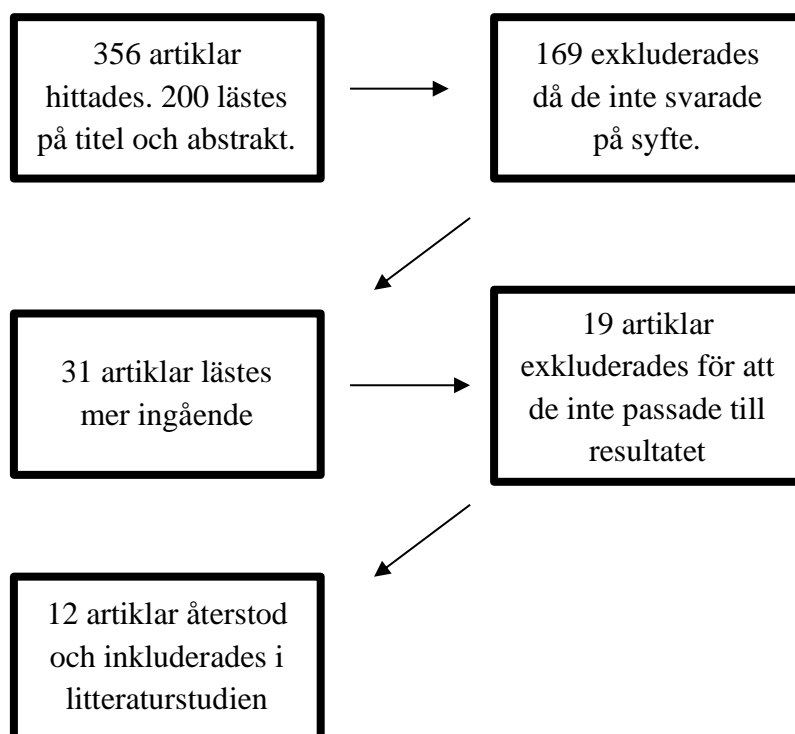 356 artiklar
hittades. 200 lästes
på titel och abstrakt.
169 exkluderades
då de inte svarade
på syfte.
31 artiklar lästes
mer ingående
19 artiklar
exkluderades för att
de inte passade till
resultatet
12 artiklar återstod
och inkluderades i
litteraturstudien